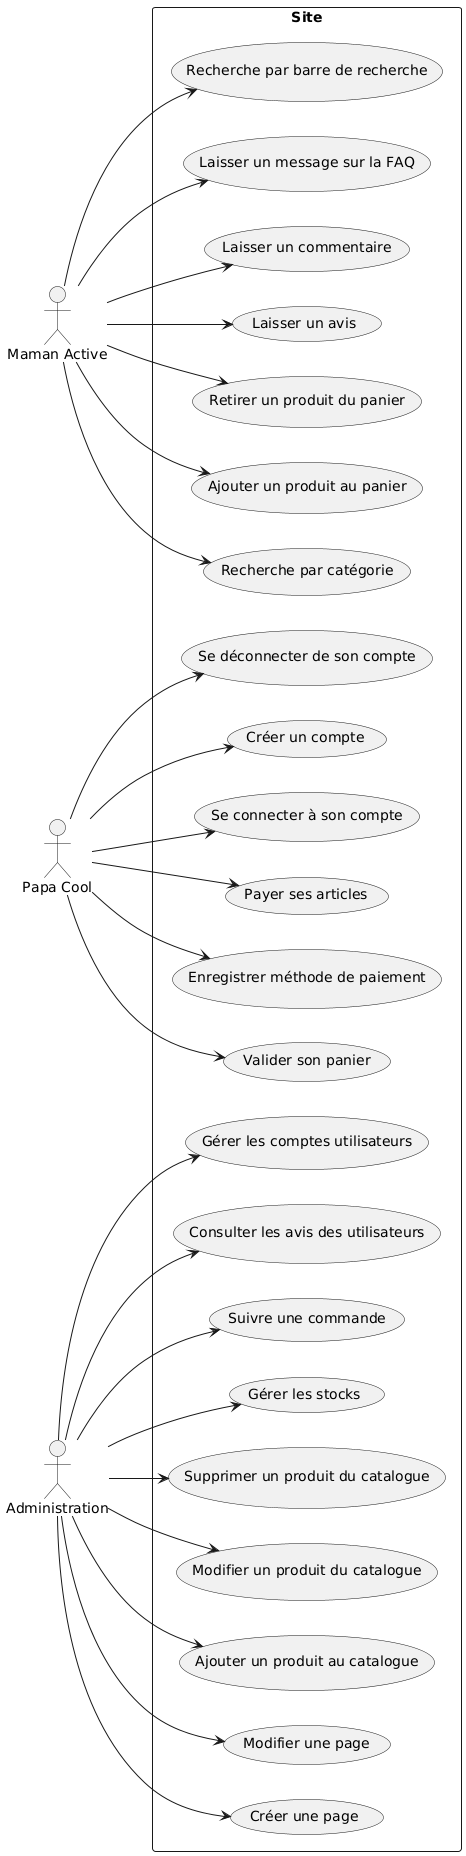 Site
Recherche par barre de recherche
Laisser un message sur la FAQ
Laisser un commentaire
Laisser un avis
Maman Active
Retirer un produit du panier
Ajouter un produit au panier
Recherche par catégorie
Se déconnecter de son compte
Créer un compte
Se connecter à son compte
Papa Cool
Payer ses articles
Enregistrer méthode de paiement
Valider son panier
Gérer les comptes utilisateurs
Consulter les avis des utilisateurs
Suivre une commande
Gérer les stocks
Supprimer un produit du catalogue
Administration
Modifier un produit du catalogue
Ajouter un produit au catalogue
Modifier une page
Créer une page